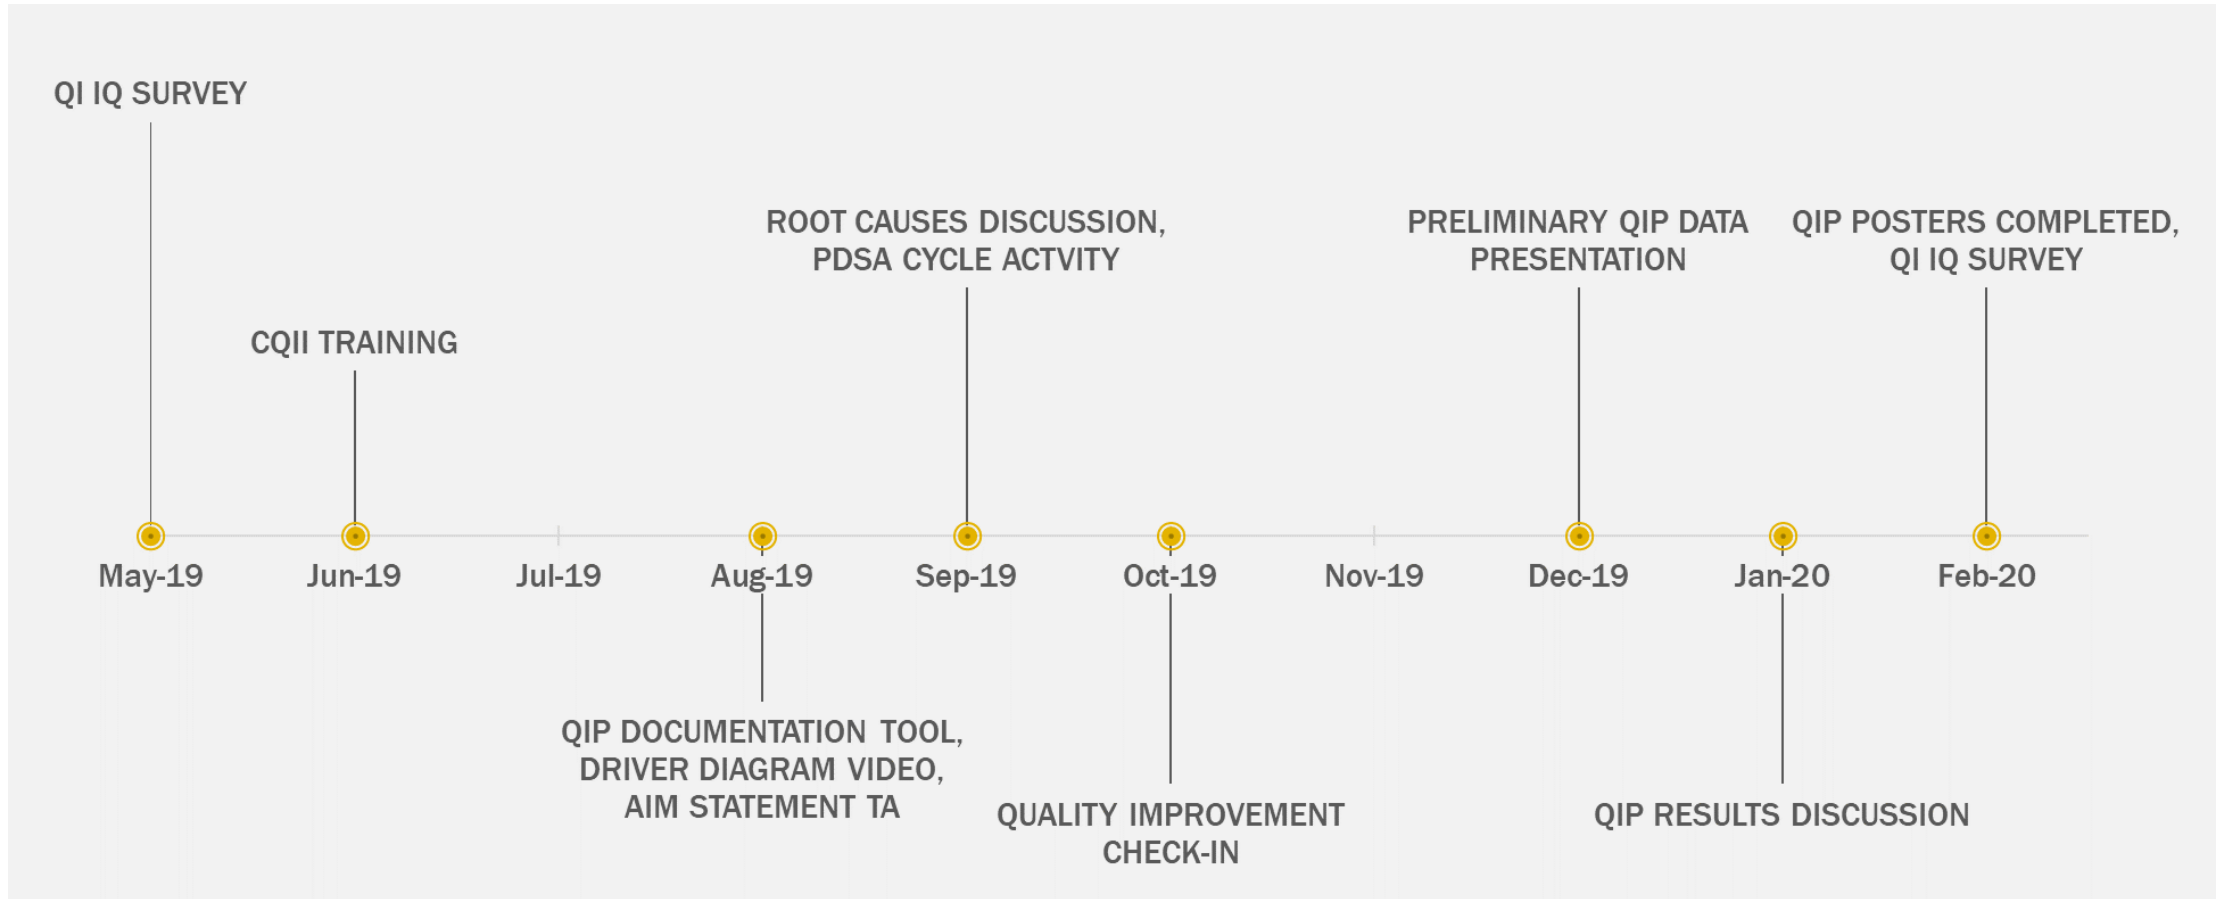 QI IQ SURVEY
ROOT CAUSES DISCUSSION,
PDSA CYCLE ACTVITY
PRELIMINARY QIP DATA
PRESENTATION
QIP POSTERS COMPLETED,
QI IQ SURVEY
CQII TRAINING
May-19 Jun-19 Jul-19 Aug-19 Sep-19 Oct-19 Nov-19 Dec-19 Jan-20 Feb-20
QIP DOCUMENTATION TOOL,
DRIVER DIAGRAM VIDEO,
AIM STATEMENT TA
QUALITY IMPROVEMENT
CHECK-IN
QIP RESULTS DISCUSSION